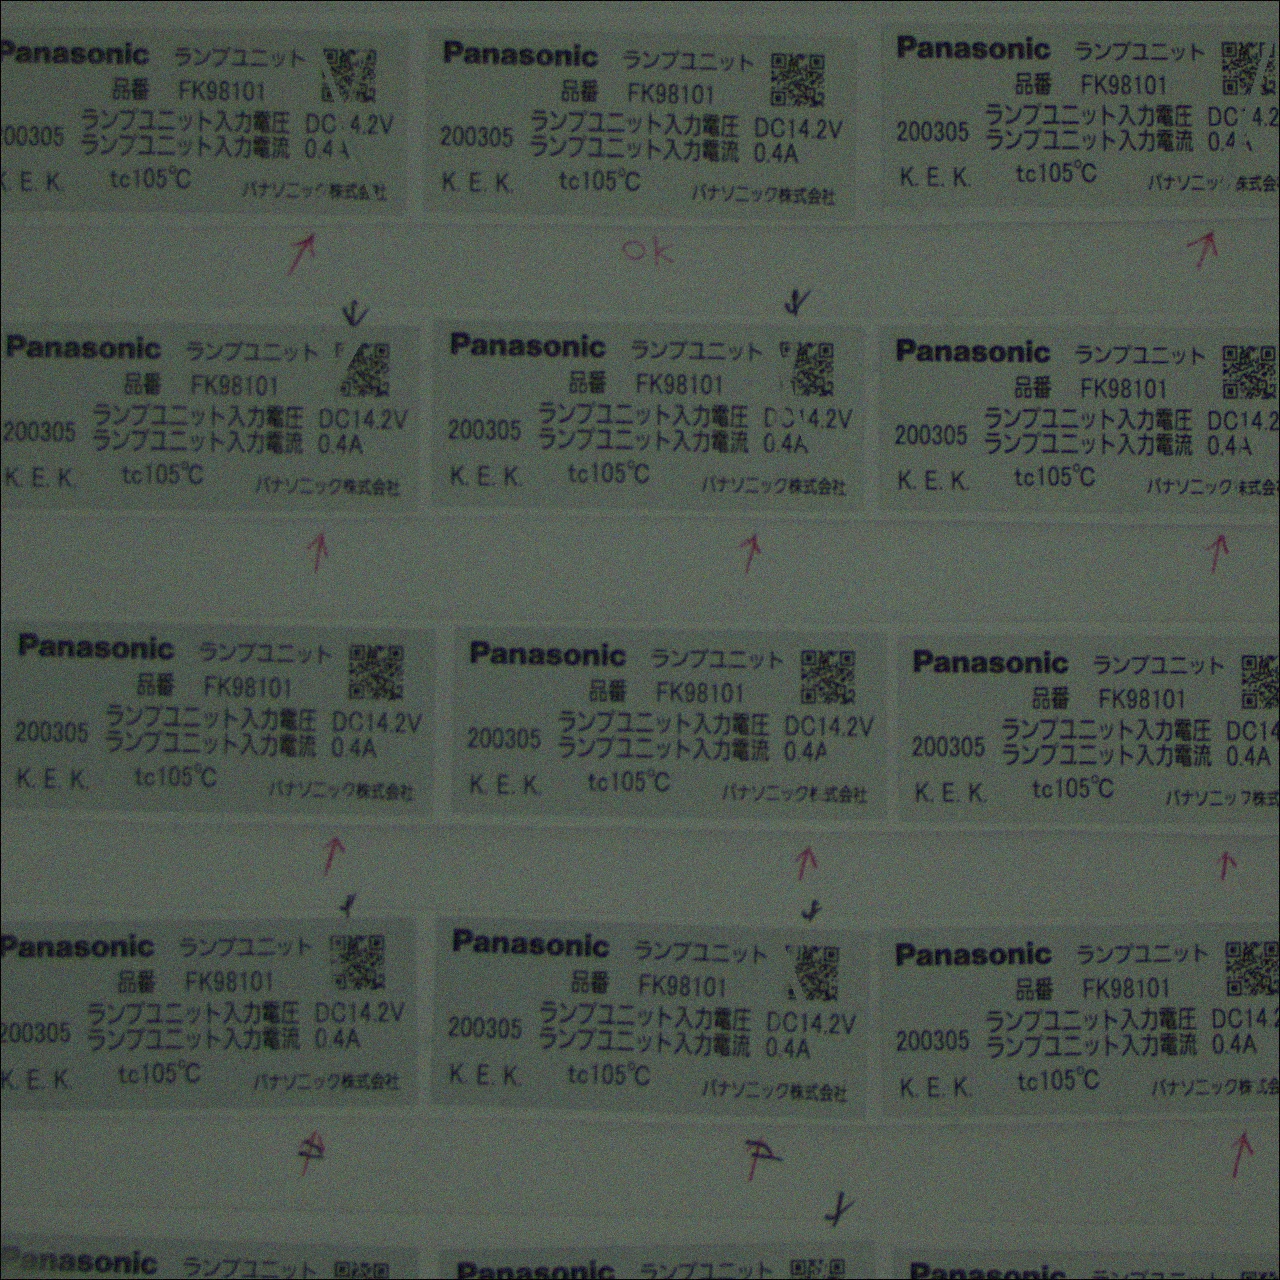 Panasonic ランプユニット
品番 FK98101
200305 ランプユニット入力電圧 DC 4.2V
ランプユニット入力電流 0.4
K. E. K. tc105℃ パナソニック株式会社
Panasonic ランプユニット
品番 FK98101
200305 ランプユニット入力電圧 DC14.2V
ランプユニット入力電流 0.4A
K. E. K. tc105℃ パナソニック株式会社
Panasonic ランプユニット
品番 FK98101
200305 ランプユニット入力電圧 DC 4.2
ランプユニット入力電流 0.4
K. E. K. tc105℃ パナソニッ 株式会
OK
Panasonic ランプユニット
品番 FK98101
200305 ランプユニット入力電圧 DC14.2V
ランプユニット入力電流 0.4A
K. E. K. tc105℃ パナソニック株式会社
Panasonic ランプユニット
品番 FK98101
200305 ランプユニット入力電圧 DC14.2V
ランプユニット入力電流 0.4A
K. E. K. tc105℃ パナソニック株式会社
Panasonic ランプユニット
品番 FK98101
200305 ランプユニット入力電圧 DC14.2
ランプユニット入力電流 0.4A
K. E. K. tc105℃ パナソニック株式会
Panasonic ランプユニット
品番 FK98101
200305 ランプユニット入力電圧 DC14.2V
ランプユニット入力電流 0.4A
K. E. K. tc105℃ パナソニック株式会社
Panasonic ランプユニット
品番 FK98101
200305 ランプユニット入力電圧 DC14.2V
ランプユニット入力電流 0.4A
K. E. K. tc105℃ パナソニック株式会社
Panasonic ランプユニット
品番 FK98101
200305 ランプユニット入力電圧 DC14
ランプユニット入力電流 0.4A
K. E. K. tc105℃ パナソニック株式
Panasonic ランプユニット
品番 FK98101
200305 ランプユニット入力電圧 DC14.2V
ランプユニット入力電流 0.4A
K. E. K. tc105℃ パナソニック株式会社
Panasonic ランプユニット
品番 FK98101
200305 ランプユニット入力電圧 DC14.2V
ランプユニット入力電流 0.4A
K. E. K. tc105℃ パナソニック株式会社
Panasonic ランプユニット
品番 FK98101
200305 ランプユニット入力電圧 DC14.2
ランプユニット入力電流 0.4A
K. E. K. tc105℃ パナソニック株式会
Panasonic ランプユニット
Panasonic ランプユニット
Panasonic ランプユニット